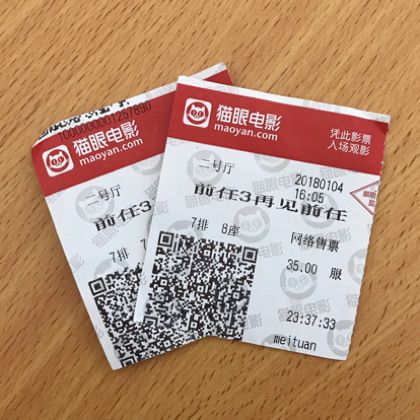 1000000001257890
猫眼电影
maoyan.com
二号厅
前任3
7排
猫眼电影
maoyan.com
凭此影票
入场观影
二号厅
20180104
16:05
前任3再见前任
7排 8座
网络售票
35.00 服
23:37:33
meituan